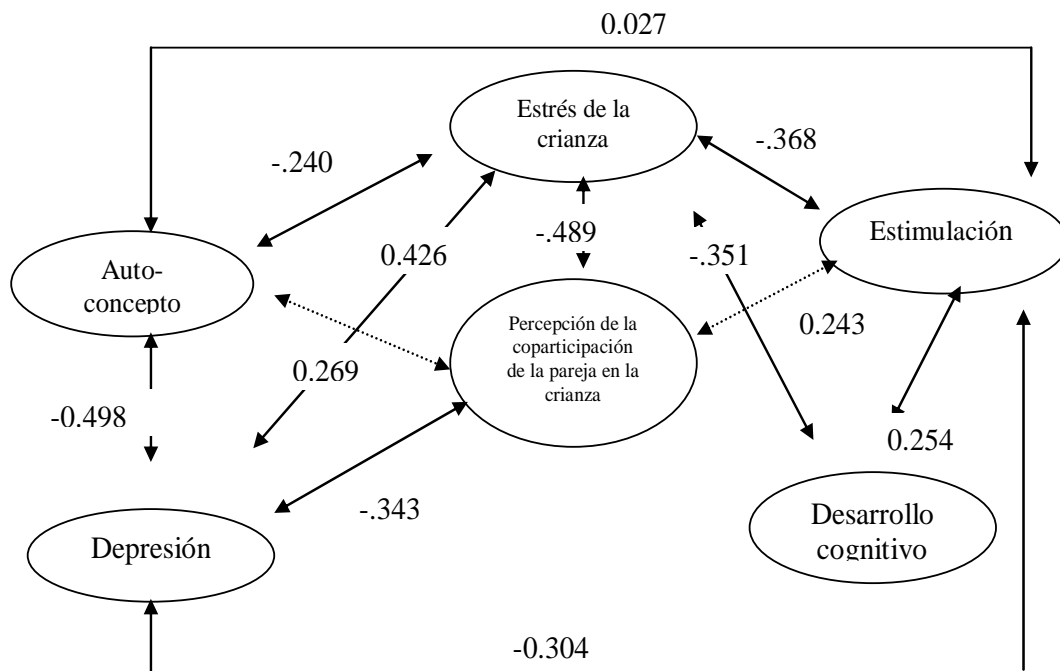 0.027
Estrés de la
crianza
-.368
-.240
Estimulación
-.489
0.426
-.351
Auto-
concepto
0.243
Percepción de la
coparticipación
de la pareja en la
crianza
0.269
-0.498
0.254
-.343
Desarrollo
cognitivo
Depresión
-0.304